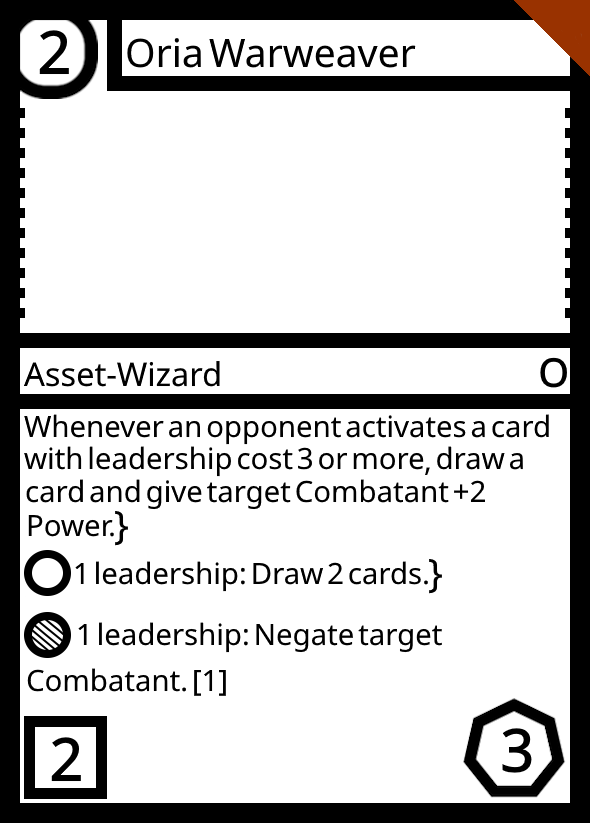 2
Oria Warweaver
Asset-Wizard
O
Whenever an opponent activates a card
with leadership cost 3 or more, draw a
card and give target Combatant +2
Power.}
1 leadership: Draw 2 cards.}
1 leadership: Negate target
Combatant. [1]
2
3